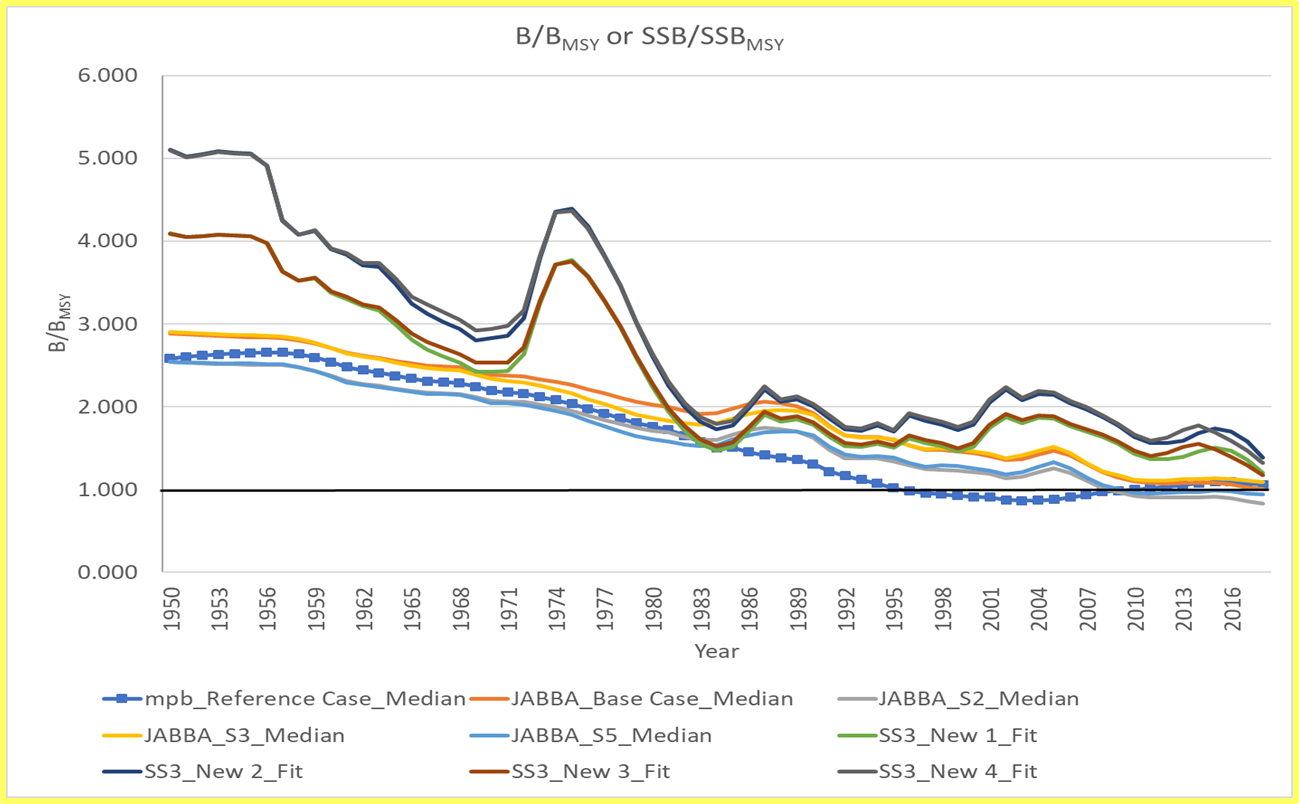 B/BMSY or SSB/SSBMSY
6.000
5.000
4.000
3.000
2.000
1.000
0.000
B/BMSY
1950 1953 1956 1959 1962 1965 1968 1971 1974 1977 1980 1983 1986 1989 1992 1995 1998 2001 2004 2007 2010 2013 2016
Year
mpb_Reference Case_Median JABBA_Base Case_Median JABBA_S2_Median
JABBA_S3_Median JABBA_S5_Median SS3_New 1_Fit
SS3_New 2_Fit SS3_New 3_Fit SS3_New 4_Fit